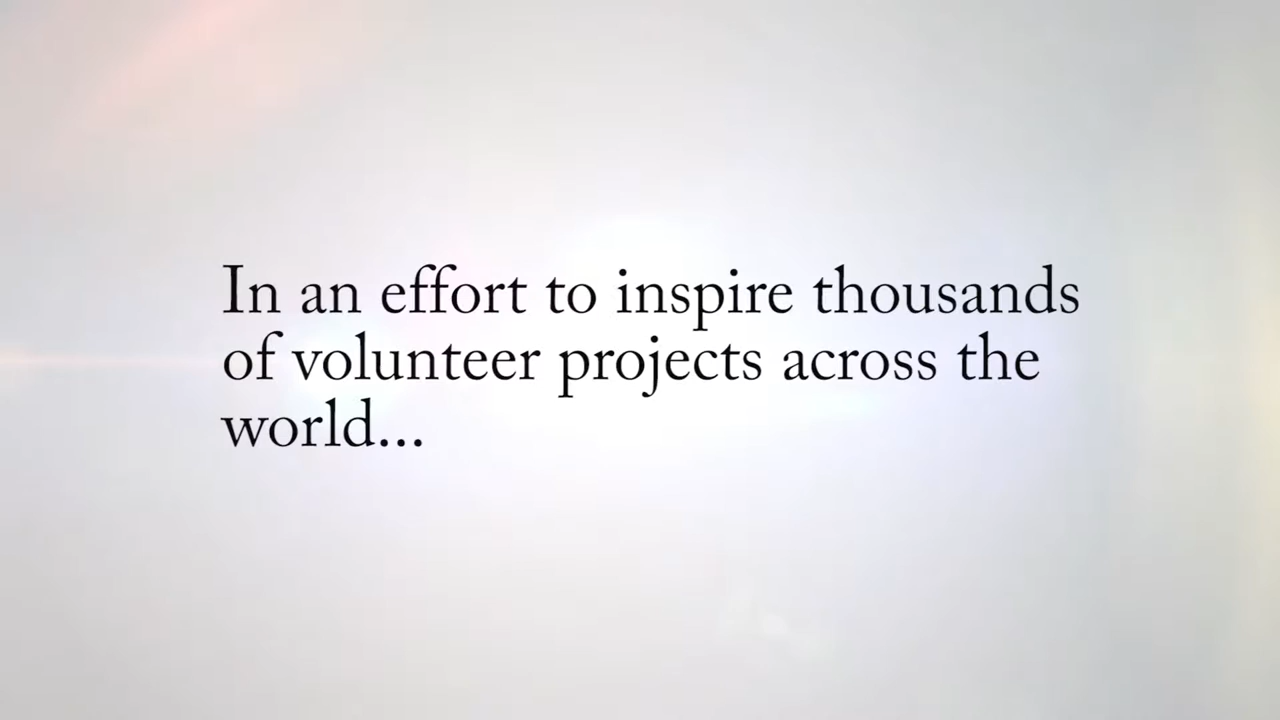 In an effort to inspire thousands
of volunteer projects across the
world...